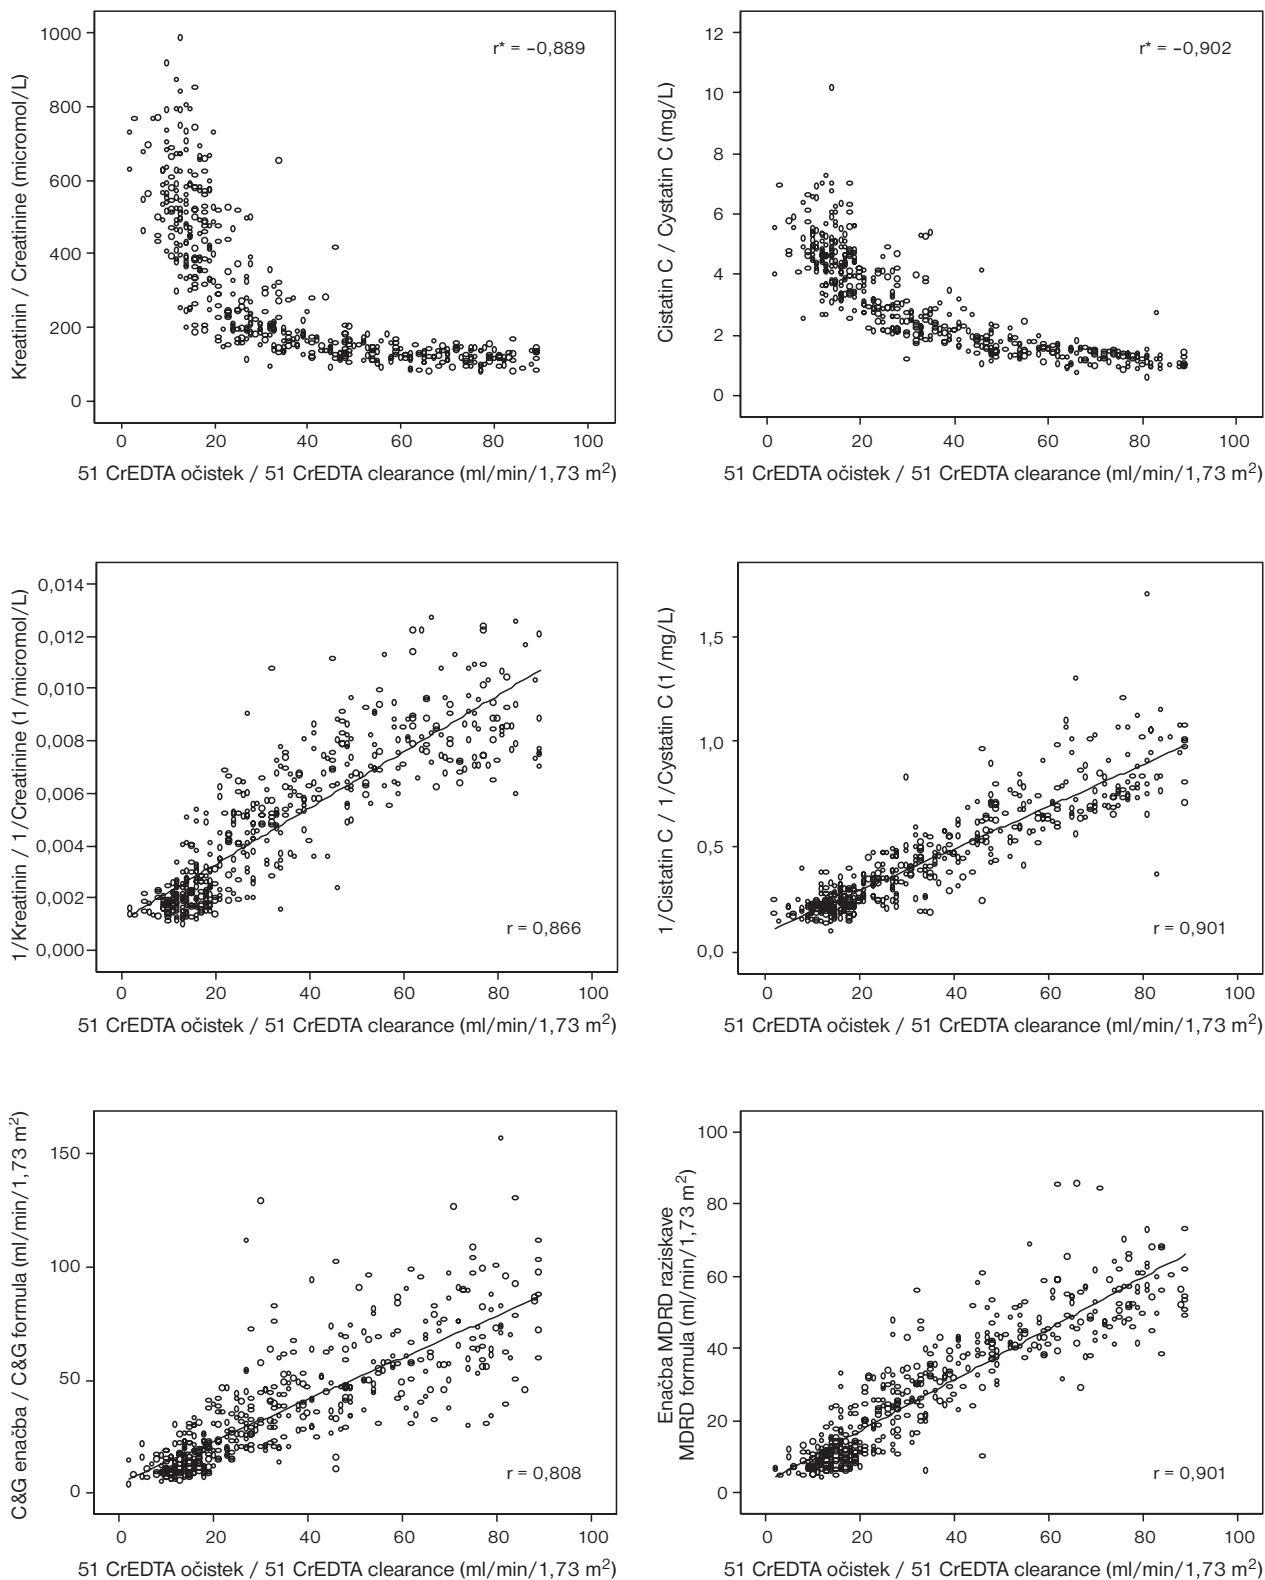 Kreatinin / Creatinine (micromol/L)
1000
800
600
400
200
0
r* = –0,889
0 20 40 60 80 100
51 CrEDTA očistek / 51 CrEDTA clearance (ml/min/1,73 m²)
Cistatin C / Cystatin C (mg/L)
12
10
8
6
4
2
0
r* = –0,902
0 20 40 60 80 100
51 CrEDTA očistek / 51 CrEDTA clearance (ml/min/1,73 m²)
1/Kreatinin / 1/Creatinine (1/micromol/L)
0,014
0,012
0,010
0,008
0,006
0,004
0,002
0,000
r = 0,866
0 20 40 60 80 100
51 CrEDTA očistek / 51 CrEDTA clearance (ml/min/1,73 m²)
1/Cistatin C / 1/Cystatin C (1/mg/L)
1,5
1,0
0,5
0,0
r = 0,901
0 20 40 60 80 100
51 CrEDTA očistek / 51 CrEDTA clearance (ml/min/1,73 m²)
C&G enačba / C&G formula (ml/min/1,73 m²)
150
100
50
0
r = 0,808
0 20 40 60 80 100
51 CrEDTA očistek / 51 CrEDTA clearance (ml/min/1,73 m²)
Enačba MDRD raziskave
MDRD formula (ml/min/1,73 m²)
100
80
60
40
20
0
r = 0,901
0 20 40 60 80 100
51 CrEDTA očistek / 51 CrEDTA clearance (ml/min/1,73 m²)